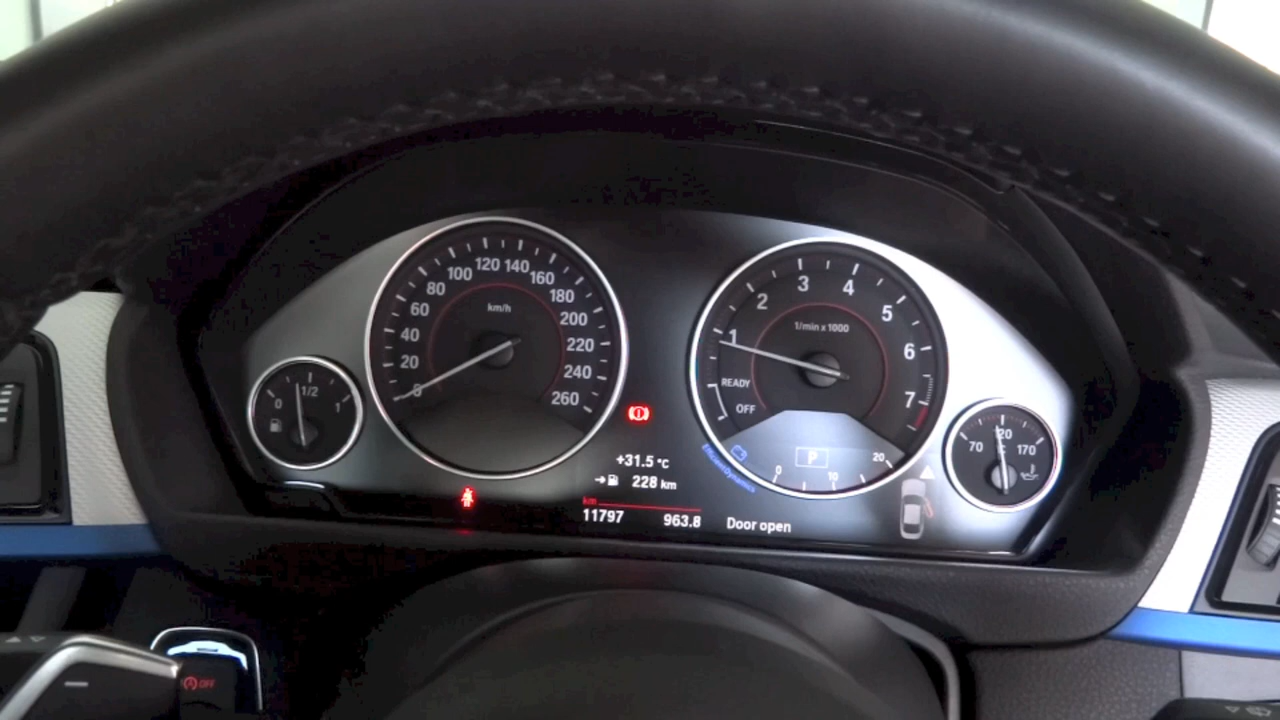 0
20
40
60
80
100
120
140
160
180
200
220
240
260
km/h
0
1/2
1
1
2
3
4
5
6
7
1/min x 1000
READY
OFF
EfficientDynamics
P
0
10
20
70
120
170
°C
+31.5 °C
228 km
km
11797 963.8
Door open
OFF